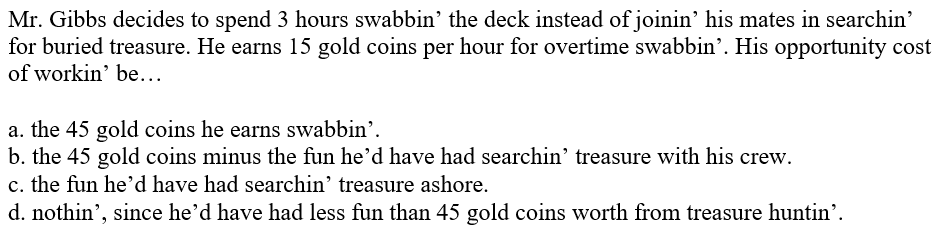 Mr. Gibbs decides to spend 3 hours swabbin’ the deck instead of joinin’ his mates in searchin’
for buried treasure. He earns 15 gold coins per hour for overtime swabbin’. His opportunity cost
of workin’ be…
a. the 45 gold coins he earns swabbin’.
b. the 45 gold coins minus the fun he’d have had searchin’ treasure with his crew.
c. the fun he’d have had searchin’ treasure ashore.
d. nothin’, since he’d have had less fun than 45 gold coins worth from treasure huntin’.